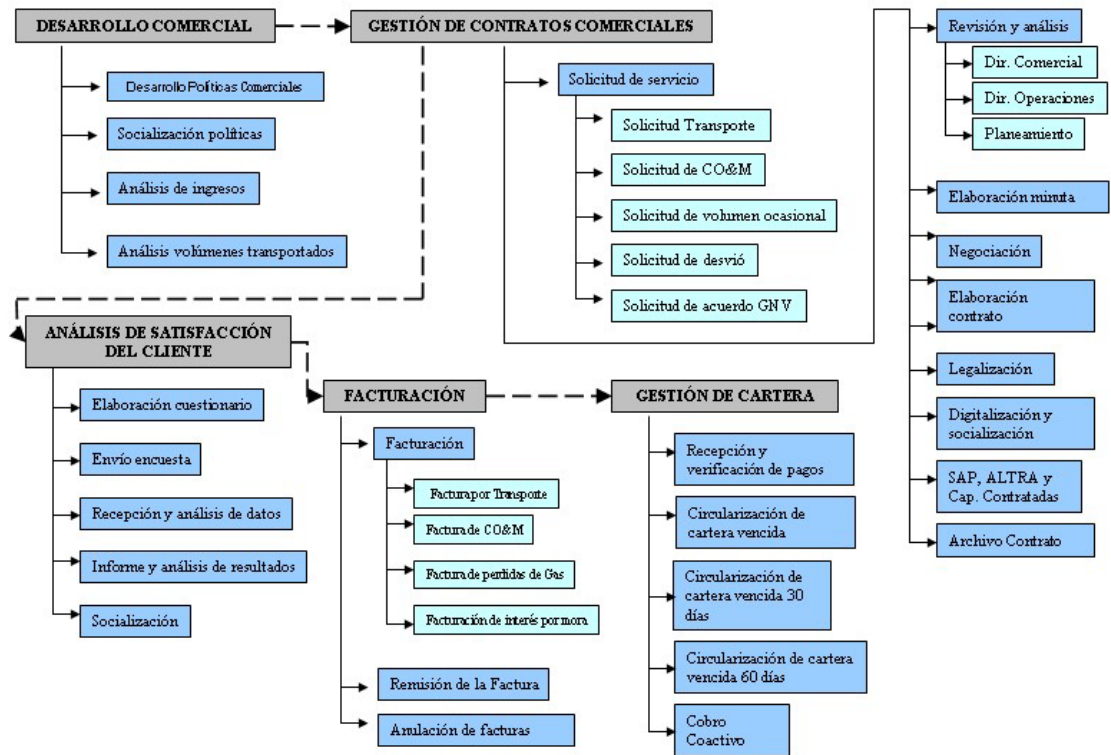 DESARROLLO COMERCIAL
Desarrollo Políticas Comerciales
Socialización políticas
Análisis de ingresos
Análisis volúmenes transportados
GESTIÓN DE CONTRATOS COMERCIALES
Solicitud de servicio
Solicitud Transporte
Solicitud de CO&M
Solicitud de volumen ocasional
Solicitud de desvió
Solicitud de acuerdo GNV
Revisión y análisis
Dir. Comercial
Dir. Operaciones
Planeamiento
Elaboración minuta
Negociación
Elaboración
contrato
Legalización
Digitalización y
socialización
SAP, ALTRA y
Cap. Contratadas
Archivo Contrato
ANÁLISIS DE SATISFACCIÓN
DEL CLIENTE
Elaboración cuestionario
Envío encuesta
Recepción y análisis de datos
Informe y análisis de resultados
Socialización
FACTURACIÓN
Facturación
Factura por Transporte
Factura de CO&M
Factura de perdidas de Gas
Facturación de interés por mora
Remisión de la Factura
Anulación de facturas
GESTIÓN DE CARTERA
Recepción y
verificación de pagos
Circularización de
cartera vencida
Circularización de
cartera vencida 30
días
Circularización de cartera
vencida 60 días
Cobro
Coactivo